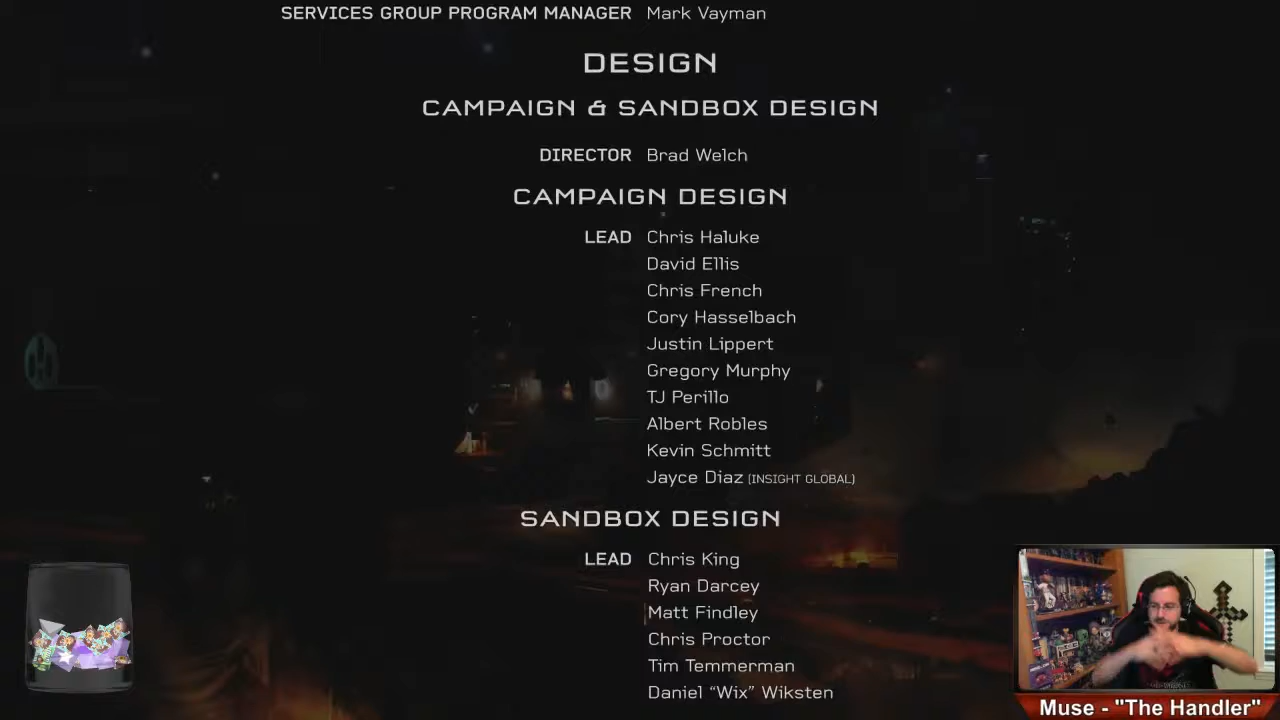 SERVICES GROUP PROGRAM MANAGER Mark Vayman
DESIGN
CAMPAIGN & SANDBOX DESIGN
DIRECTOR Brad Welch
CAMPAIGN DESIGN
LEAD Chris Haluke
David Ellis
Chris French
Cory Hasselbach
Justin Lippert
Gregory Murphy
TJ Perillo
Albert Robles
Kevin Schmitt
Jayce Diaz (INSIGHT GLOBAL)
SANDBOX DESIGN
LEAD Chris King
Ryan Darcey
Matt Findley
Chris Proctor
Tim Temmerman
Daniel “Wix” Wiksten
Muse - "The Handler"